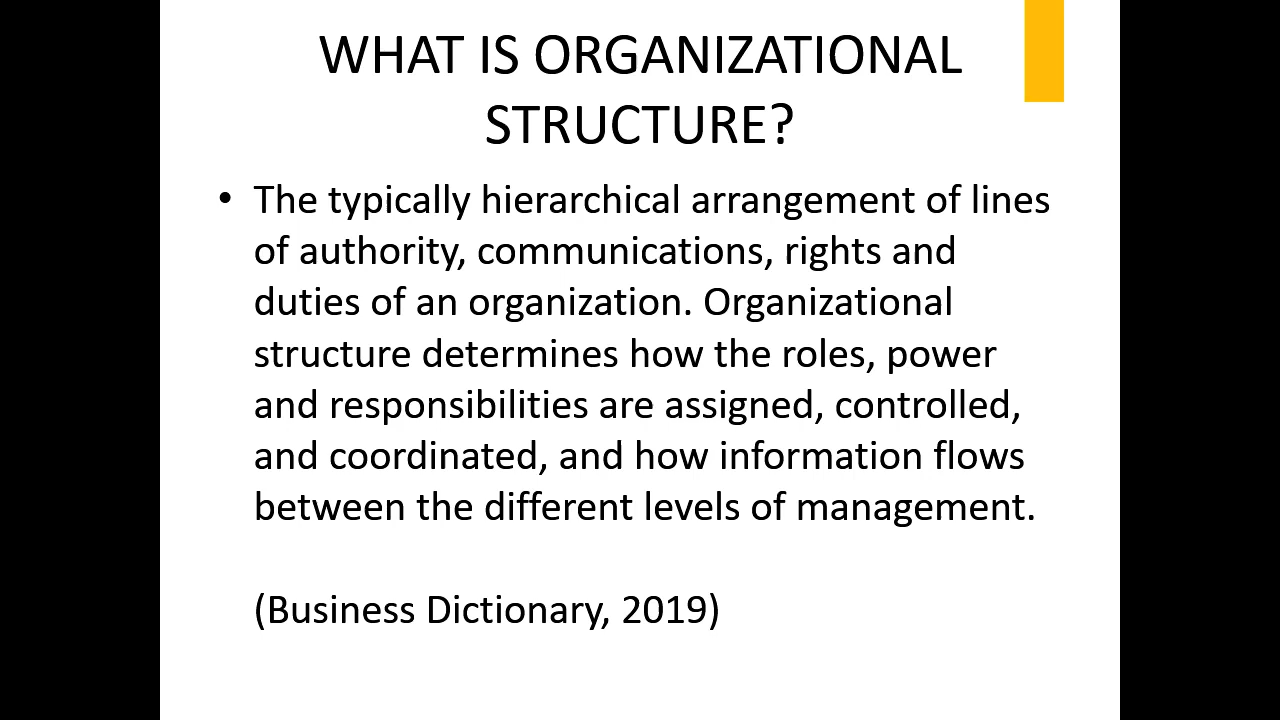 WHAT IS ORGANIZATIONAL
STRUCTURE?
• The typically hierarchical arrangement of lines
of authority, communications, rights and
duties of an organization. Organizational
structure determines how the roles, power
and responsibilities are assigned, controlled,
and coordinated, and how information flows
between the different levels of management.
(Business Dictionary, 2019)